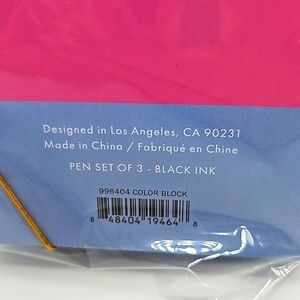 Designed in Los Angeles, CA 90231
Made in China / Fabriqué en Chine
PEN SET OF 3 - BLACK INK
996404 COLOR BLOCK
8 48404 19464 8